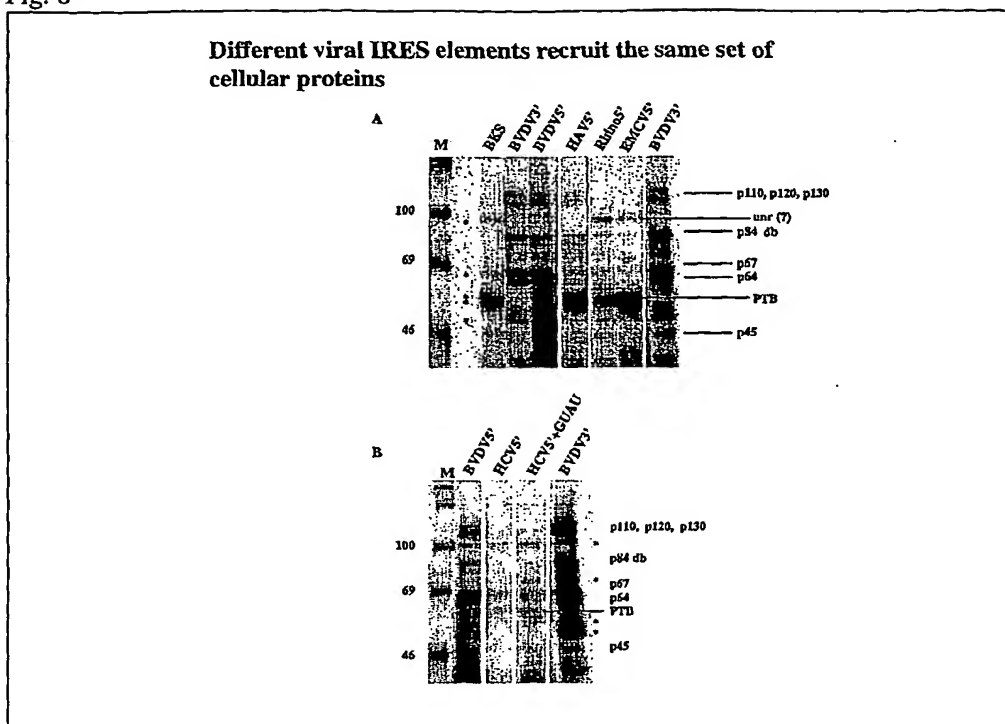 Different viral IRES elements recruit the same set of
cellular proteins
A
M BKS BVDV3' BVDV5' HAV5' Rhino5' EMCV5' BVDV3'
p110, p120, p130
100
unr (?)
p84 db
69
p67
p64
PTB
46
p45
B
M BVDV5' HCV5' HCV5'+GUAU BVDV3'
p110, p120, p130
100
p84 db
69
p67
p64
PTB
46
p45